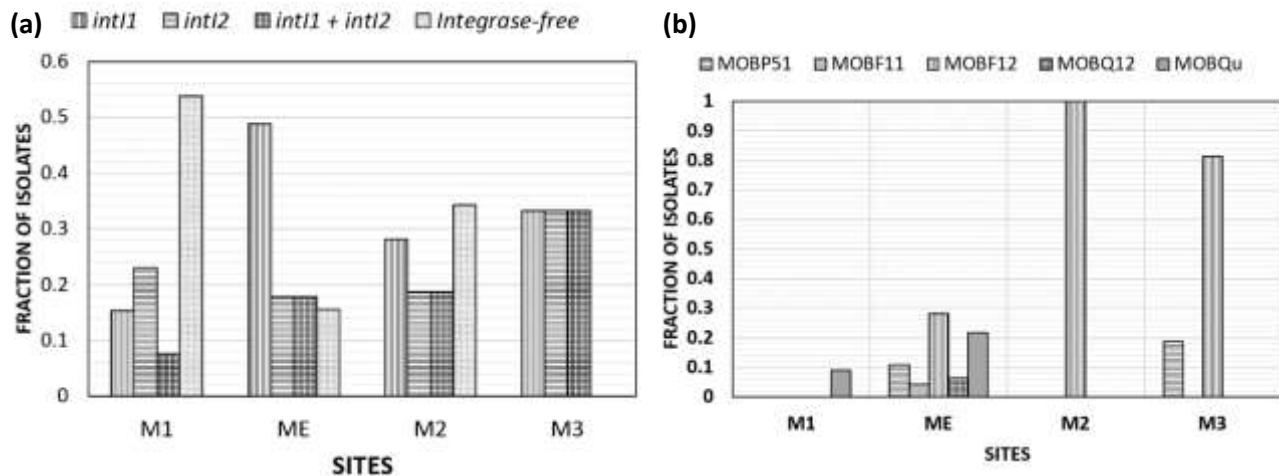 (a)
intI1 intI2 intI1 + intI2 Integrase-free
FRACTION OF ISOLATES
0.6
0.5
0.4
0.3
0.2
0.1
0
M1 ME M2 M3
SITES
(b)
MOBP51 MOBF11 MOBF12 MOBQ12 MOBQu
FRACTION OF ISOLATES
1
0.9
0.8
0.7
0.6
0.5
0.4
0.3
0.2
0.1
0
M1 ME M2 M3
SITES